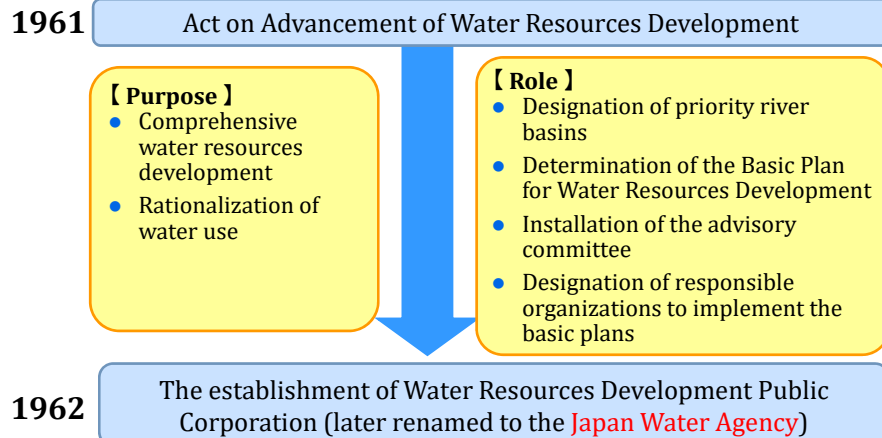 1961
Act on Advancement of Water Resources Development
【Purpose】
● Comprehensive
water resources
development
● Rationalization of
water use
【Role】
● Designation of priority river
basins
● Determination of the Basic Plan
for Water Resources Development
● Installation of the advisory
committee
● Designation of responsible
organizations to implement the
basic plans
1962
The establishment of Water Resources Development Public
Corporation (later renamed to the Japan Water Agency)